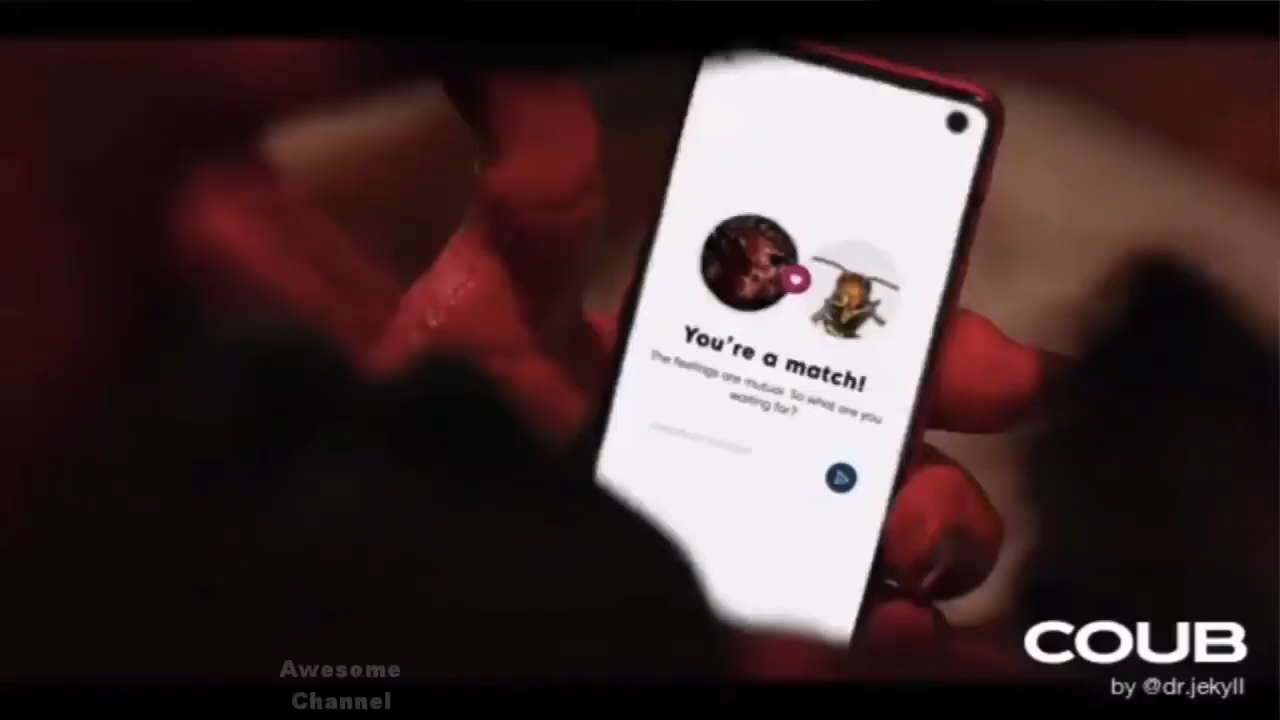 You're a match!
The feelings are mutual. So what are you
waiting for?
COUB
by @dr.jekyll
Awesome
Channel